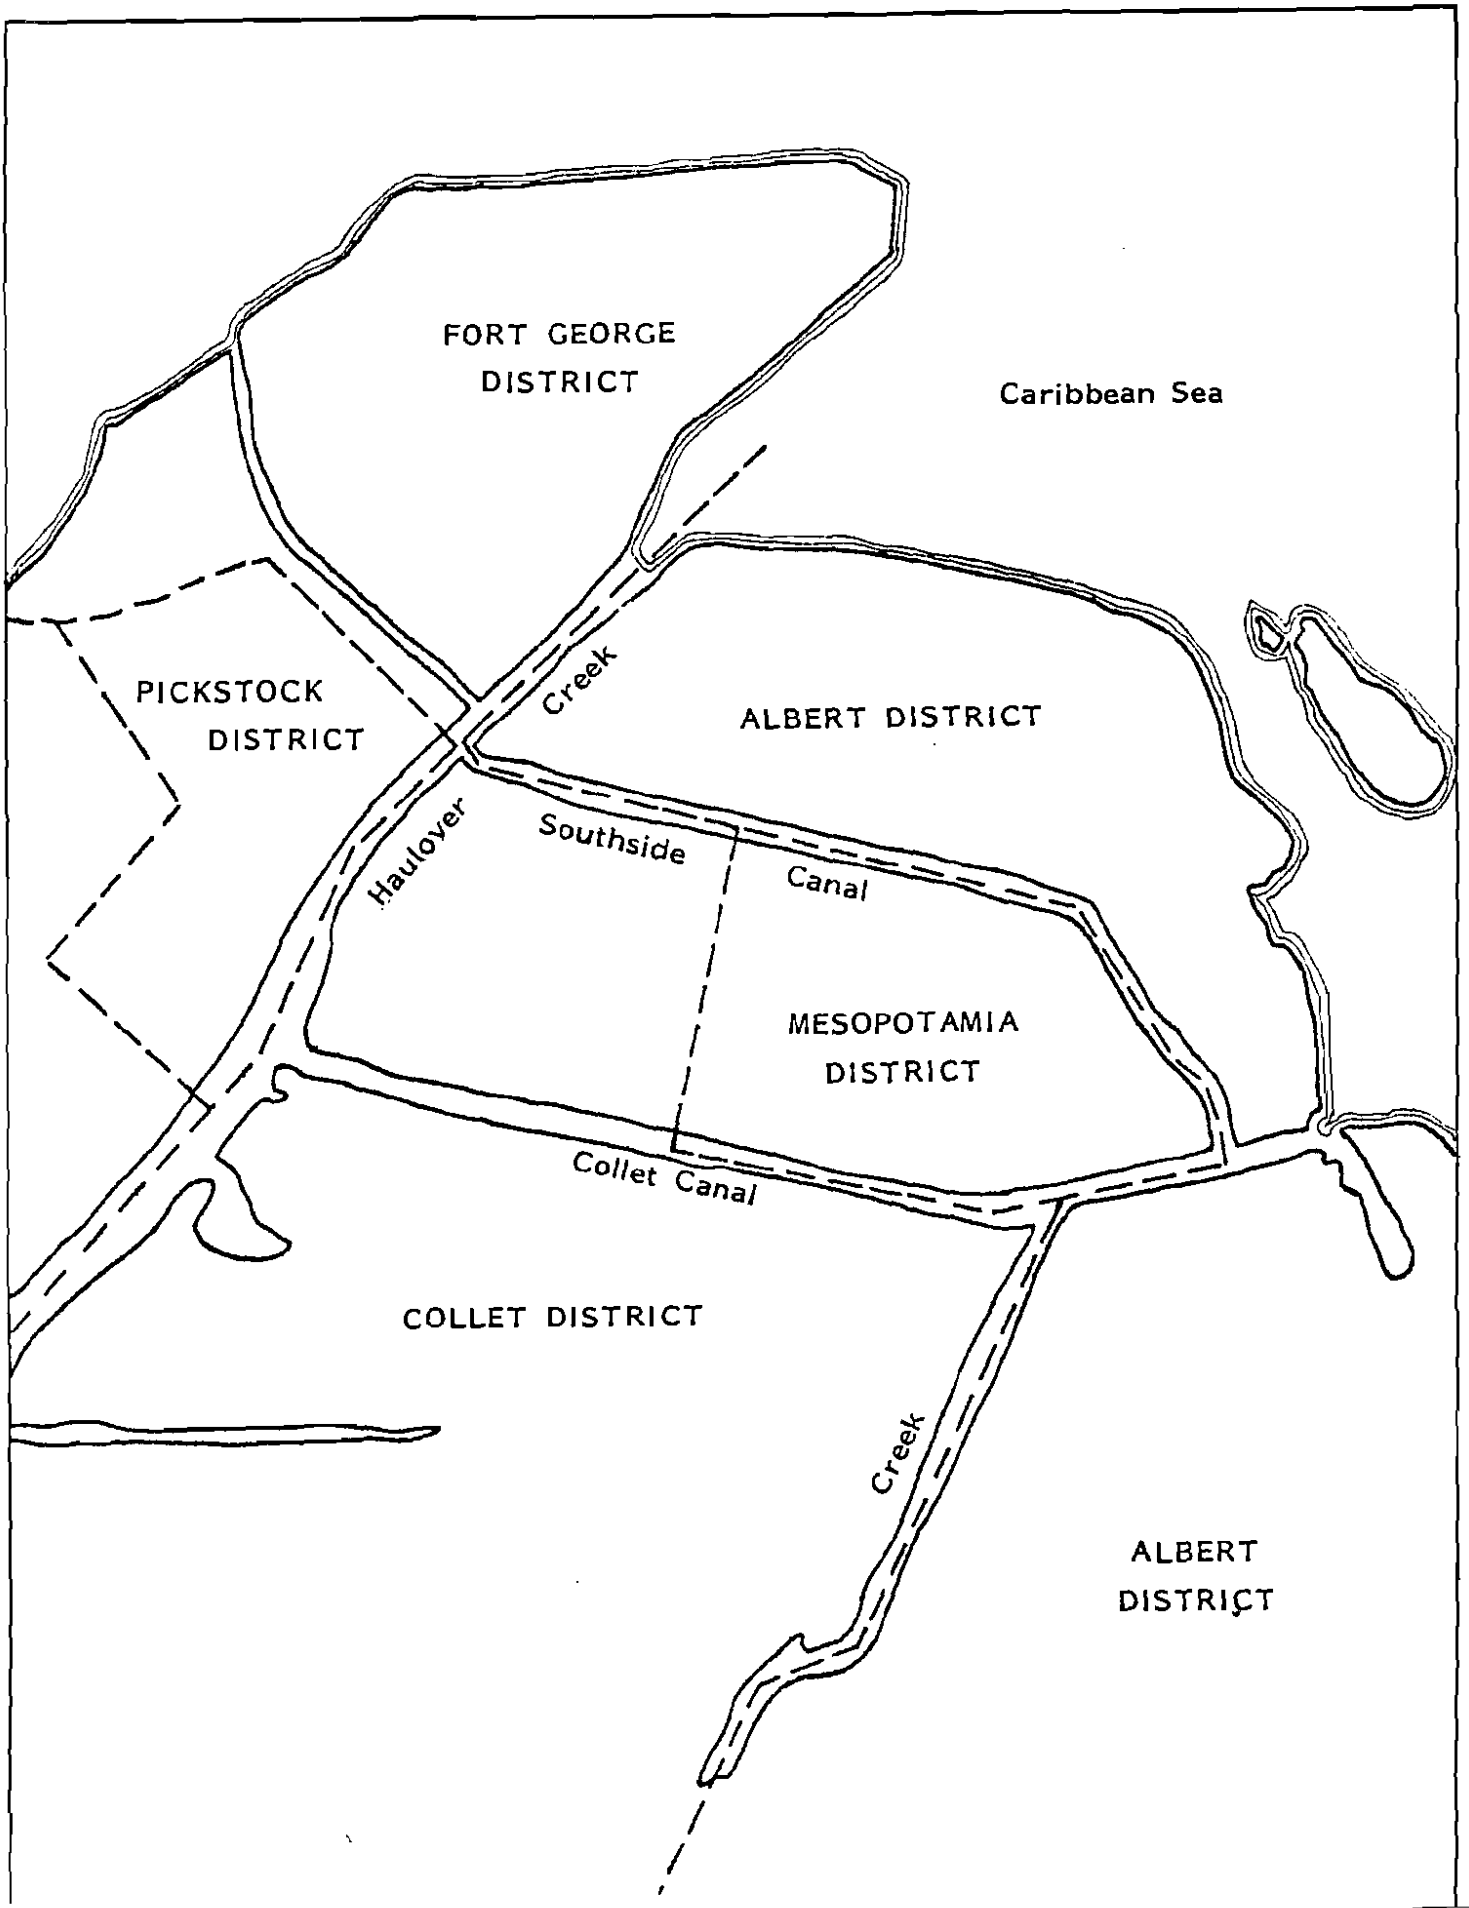 FORT GEORGE
DISTRICT
Caribbean Sea
PICKSTOCK
DISTRICT
Creek
ALBERT DISTRICT
Haulover
Southside
Canal
MESOPOTAMIA
DISTRICT
Collet Canal
COLLET DISTRICT
Creek
ALBERT
DISTRICT